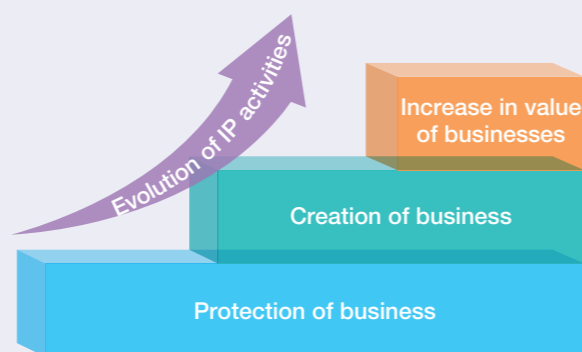 Evolution of IP activities
Increase in value
of businesses
Creation of business
Protection of business